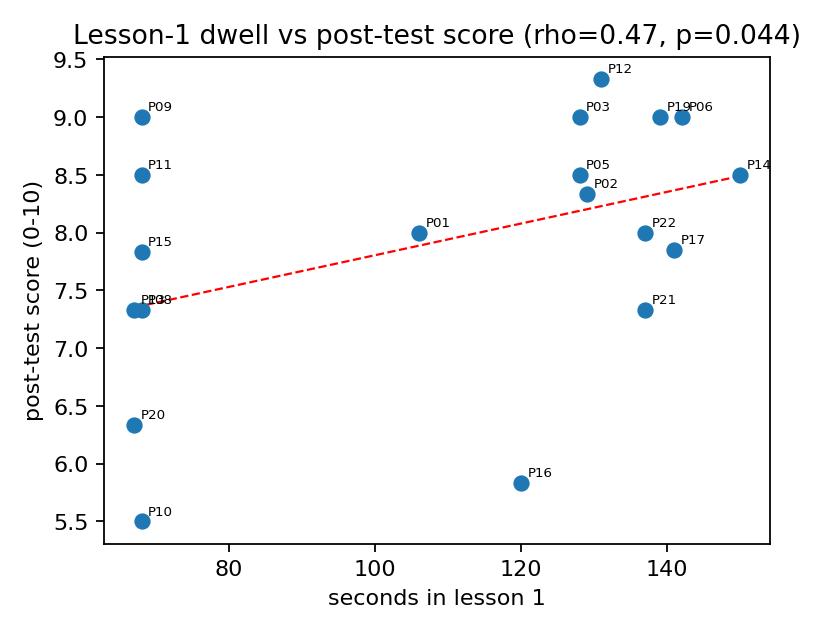 Lesson-1 dwell vs post-test score (rho=0.47, p=0.044)
9.5
P12
9.0
P09
P03
P19
P06
8.5
P11
P05
P14
P02
8.0
P01
P22
P17
P15
7.5
P08
P21
7.0
6.5
P20
6.0
P16
5.5
P10
post-test score (0-10)
80
100
120
140
seconds in lesson 1